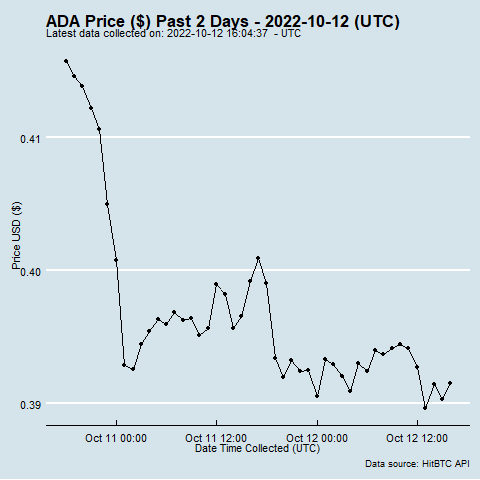 ADA Price ($) Past 2 Days - 2022-10-12 (UTC)
Latest data collected on: 2022-10-12 16:04:37  - UTC
0.41
0.40
0.39
Price USD ($)
Oct 11 00:00
Oct 11 12:00
Oct 12 00:00
Oct 12 12:00
Date Time Collected (UTC)
Data source: HitBTC API